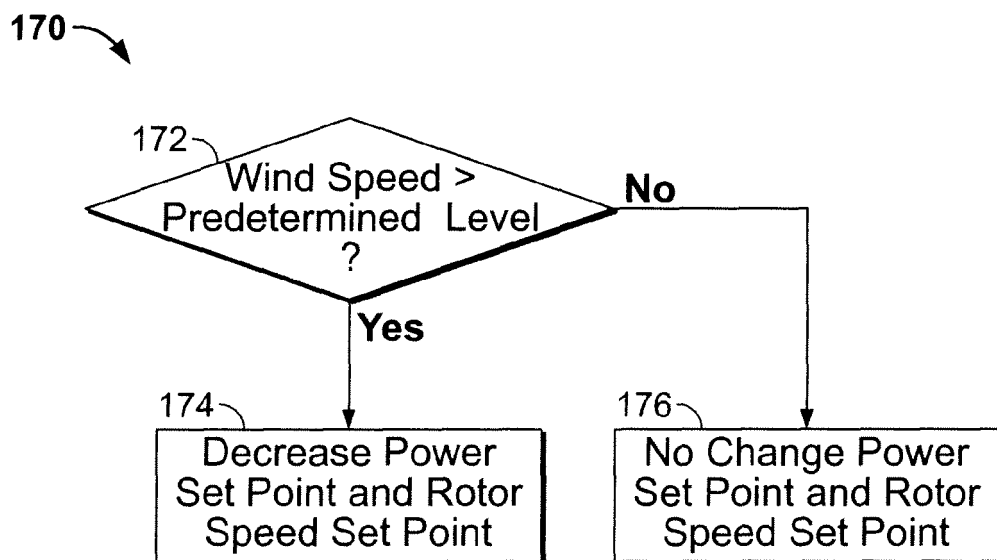 170
172
Wind Speed >
Predetermined Level
?
No
Yes
174
Decrease Power
Set Point and Rotor
Speed Set Point
176
No Change Power
Set Point and Rotor
Speed Set Point